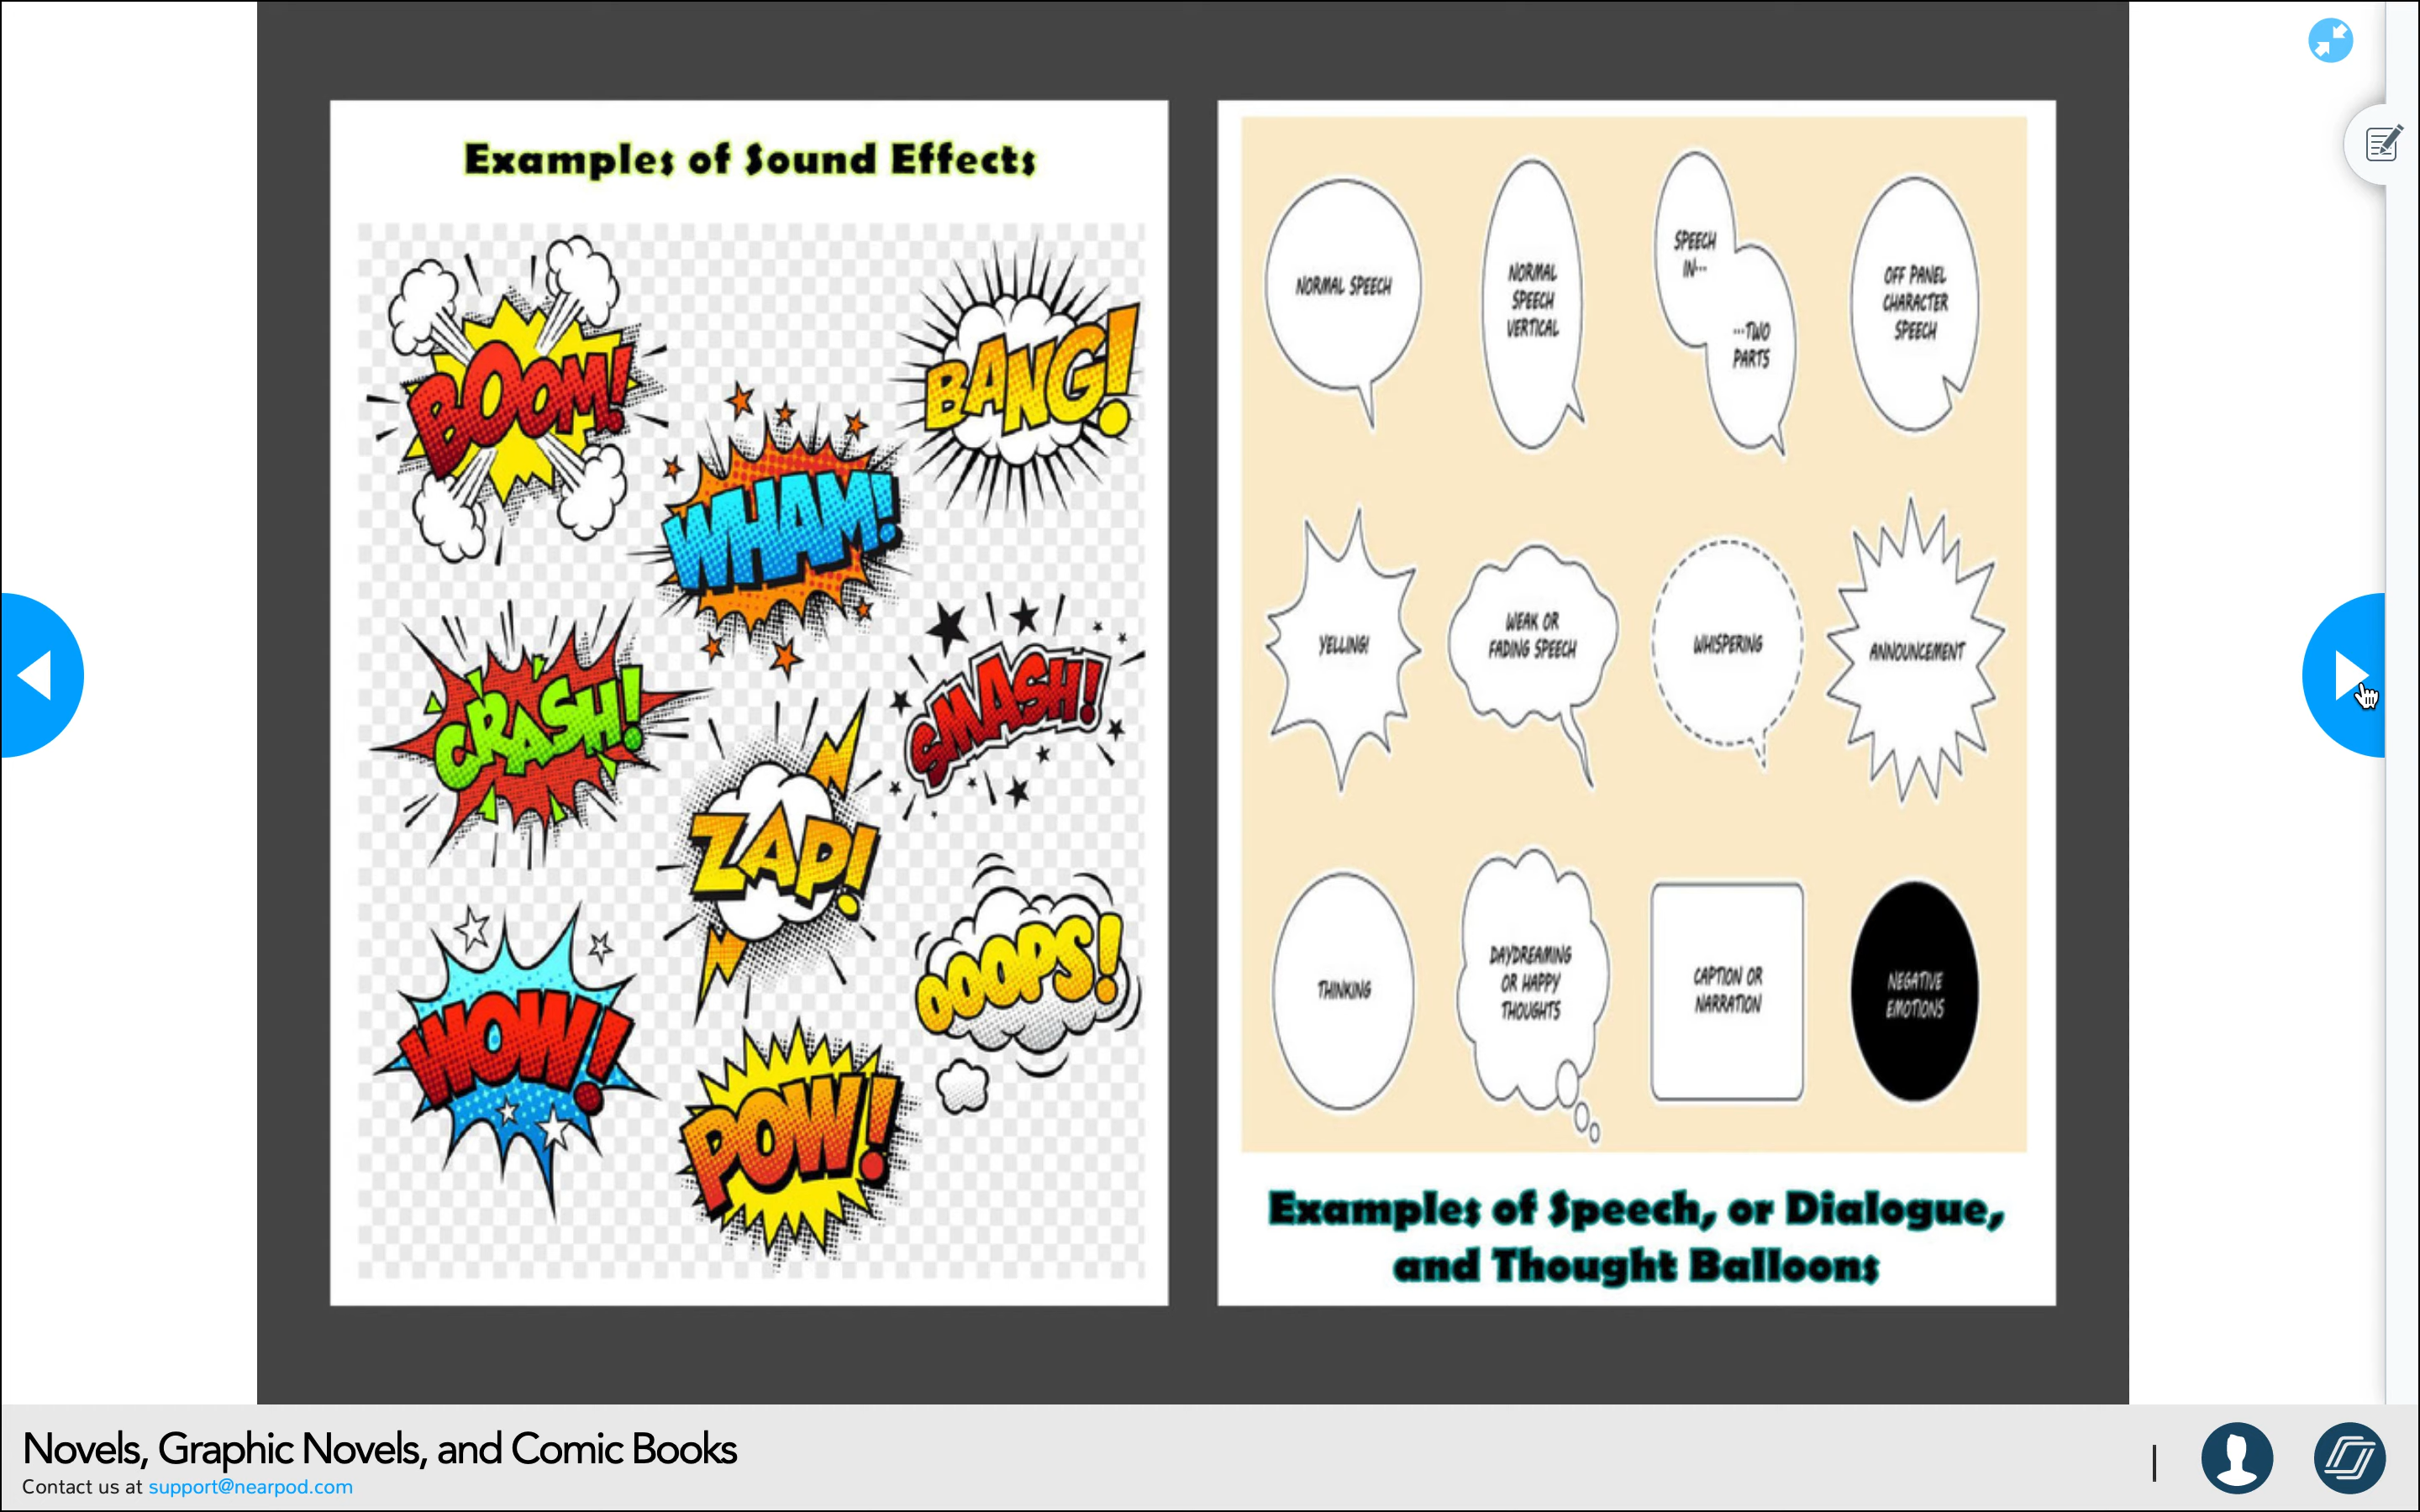 Examples of Sound Effects
BOOM!
BANG!
WHAM!
CRASH!
SMASH!
ZAP!
OOOPS!
WOW!
POW!
NORMAL SPEECH
NORMAL
SPEECH
VERTICAL
SPEECH
IN...
...TWO
PARTS
OFF PANEL
CHARACTER
SPEECH
YELLING!
WEAK OR
FADING SPEECH
WHISPERING
ANNOUNCEMENT
THINKING
DAYDREAMING
OR HAPPY
THOUGHTS
CAPTION OR
NARRATION
NEGATIVE
EMOTIONS
Examples of Speech, or Dialogue,
and Thought Balloons
Novels, Graphic Novels, and Comic Books
Contact us at support@nearpod.com